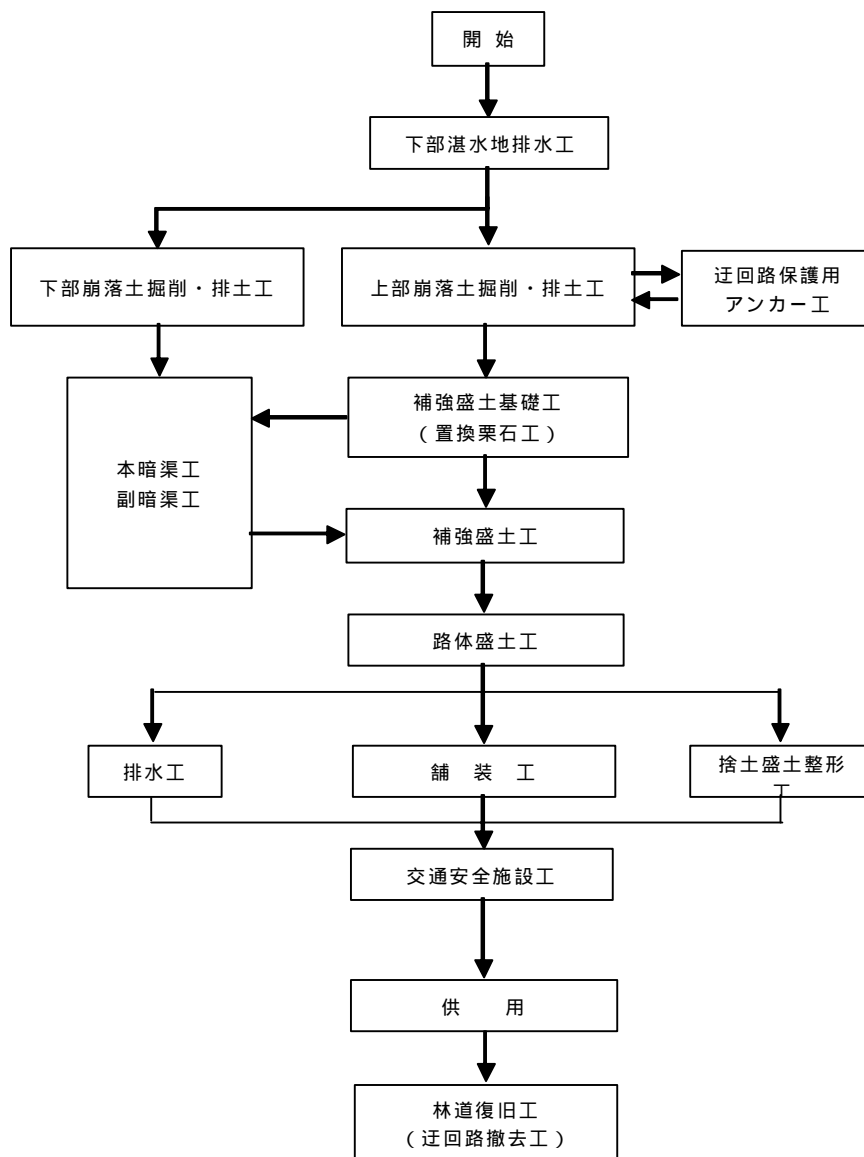 開 始
下部湛水地排水工
下部崩落土掘削・排土工
上部崩落土掘削・排土工
迂回路保護用
アンカー工
補強盛土基礎工
（置換栗石工）
本暗渠工
副暗渠工
補強盛土工
路体盛土工
排水工
舗 装 工
捨土盛土整形
工
交通安全施設工
供 用
林道復旧工
（迂回路撤去工）